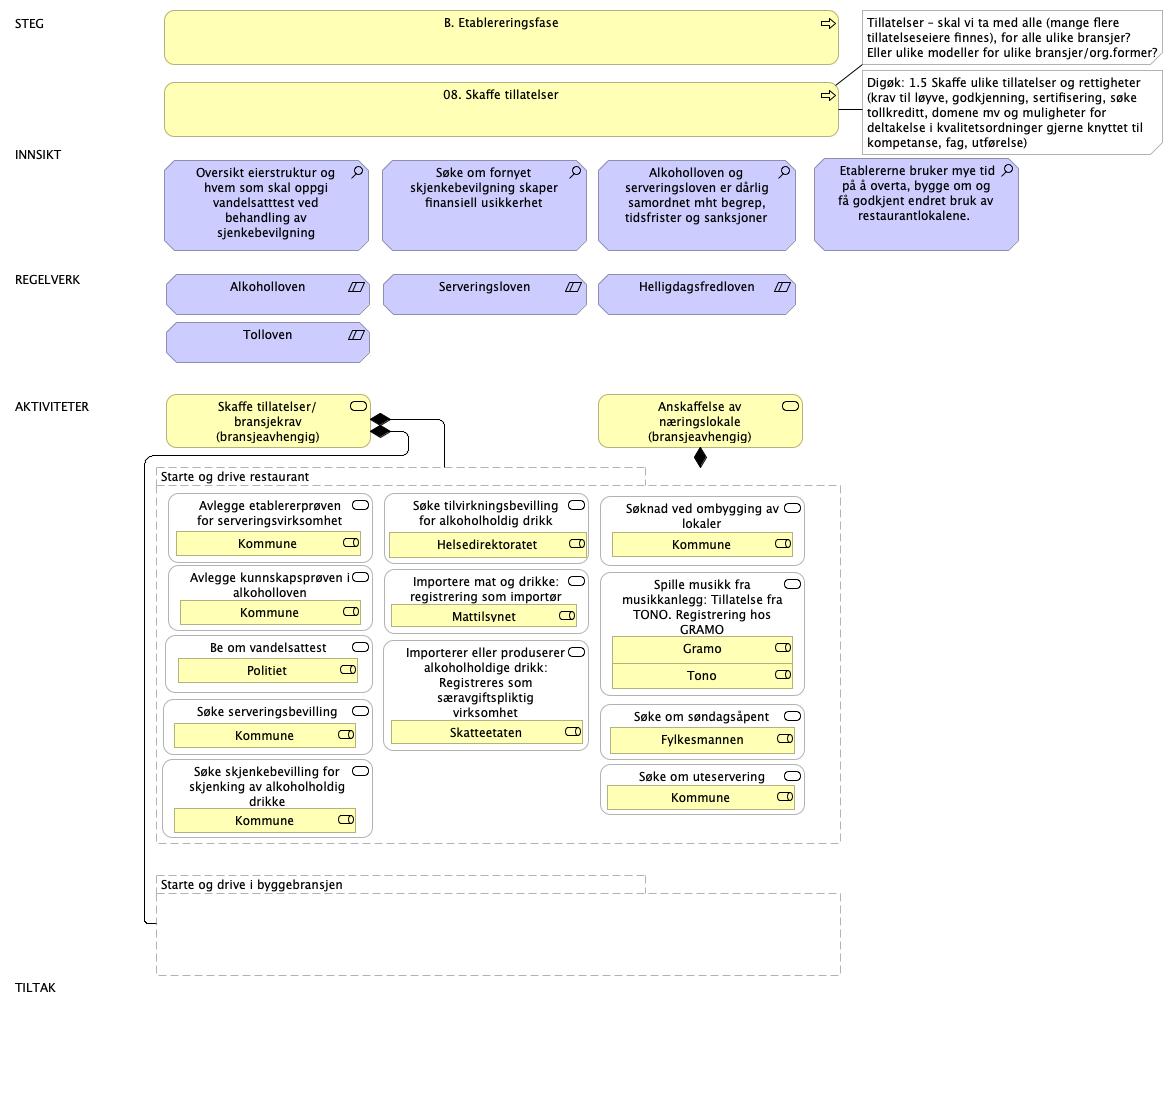 STEG
B. Etablereringsfase
Tillatelser – skal vi ta med alle (mange flere
tillatelseseiere finnes), for alle ulike bransjer?
Eller ulike modeller for ulike bransjer/org.former?
08. Skaffe tillatelser
Digøk: 1.5 Skaffe ulike tillatelser og rettigheter
(krav til løyve, godkjenning, sertifisering, søke
tollkreditt, domene mv og muligheter for
deltakelse i kvalitetsordninger gjerne knyttet til
kompetanse, fag, utførelse)
INNSIKT
Oversikt eierstruktur og
hvem som skal oppgi
vandelsatttest ved
behandling av
sjenkebevilgning
Søke om fornyet
skjenkebevilgning skaper
finansiell usikkerhet
Alkoholloven og
serveringsloven er dårlig
samordnet mht begrep,
tidsfrister og sanksjoner
Etablererne bruker mye tid
på å overta, bygge om og
få godkjent endret bruk av
restaurantlokalene.
REGELVERK
Alkoholloven
Serveringsloven
Helligdagsfredloven
Tolloven
AKTIVITETER
Skaffe tillatelser/
bransjekrav
(bransjeavhengig)
Anskaffelse av
næringslokale
(bransjeavhengig)
Starte og drive restaurant
Avlegge etablererprøven
for serveringsvirksomhet
Kommune
Avlegge kunnskapsprøven i
alkoholloven
Kommune
Be om vandelsattest
Politiet
Søke serveringsbevilling
Kommune
Søke skjenkebevilling for
skjenking av alkoholholdig
drikke
Kommune
Søke tilvirkningsbevilling
for alkoholholdig drikk
Helsedirektoratet
Importere mat og drikke:
registrering som importør
Mattilsynet
Importerer eller produserer
alkoholholdige drikk:
Registreres som
særavgiftspliktig
virksomhet
Skatteetaten
Søknad ved ombygging av
lokaler
Kommune
Spille musikk fra
musikkanlegg: Tillatelse fra
TONO. Registrering hos
GRAMO
Gramo
Tono
Søke om søndagsåpent
Fylkesmannen
Søke om uteservering
Kommune
Starte og drive i byggebransjen
TILTAK